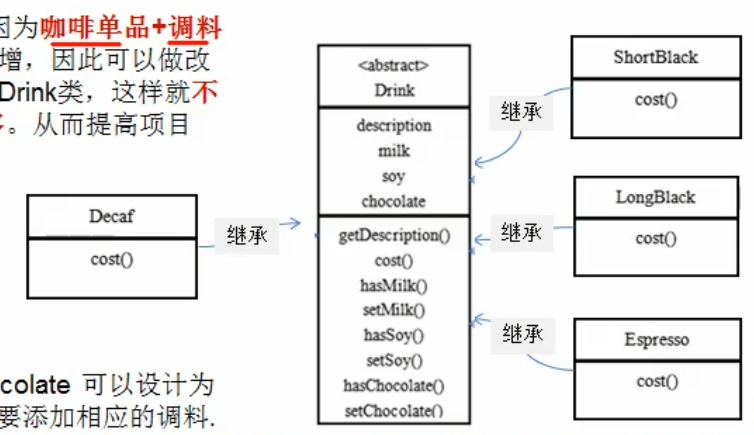 因为咖啡单品+调料
增，因此可以做改
Drink类，这样就不
。从而提高项目
<abstract>
Drink
description
milk
soy
chocolate
getDescription()
cost()
hasMilk()
setMilk()
hasSoy()
setSoy()
hasChocolate()
setChocolate()
Decaf
cost()
继承
ShortBlack
cost()
继承
LongBlack
cost()
继承
Espresso
cost()
继承
colate 可以设计为
要添加相应的调料.